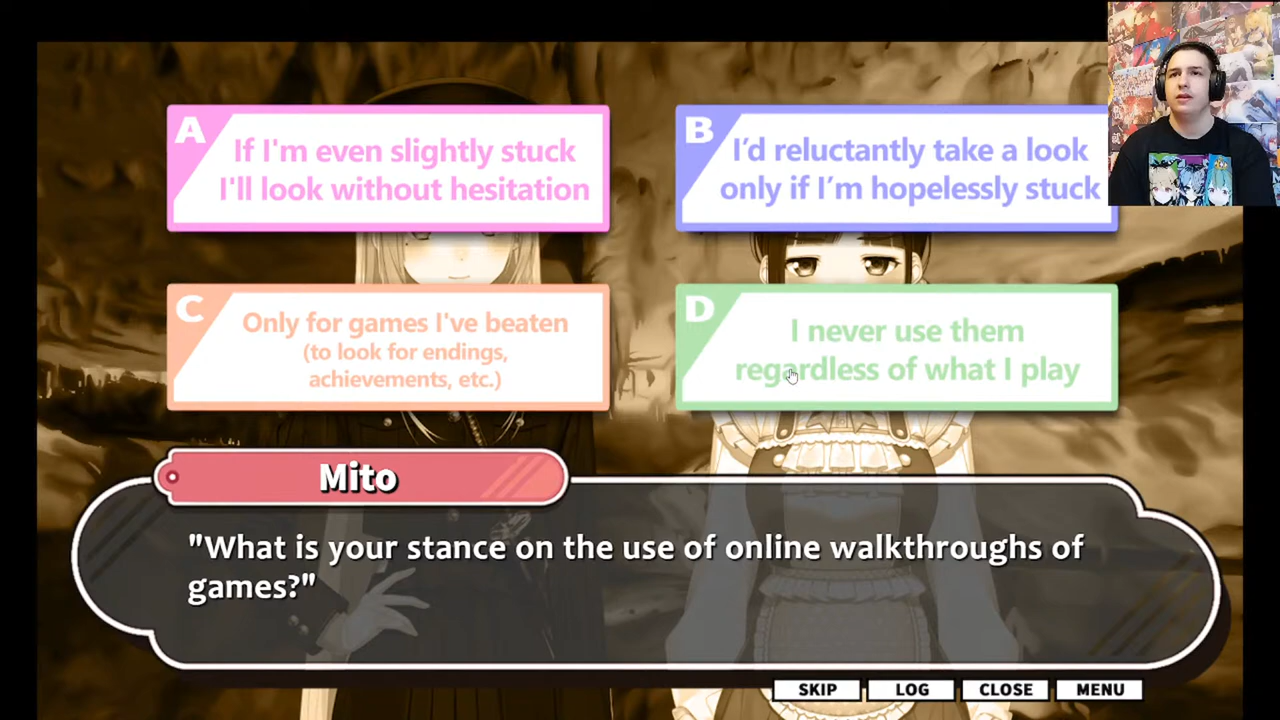 A
If I'm even slightly stuck
I'll look without hesitation
B
I'd reluctantly take a look
only if I'm hopelessly stuck
C
Only for games I've beaten
(to look for endings,
achievements, etc.)
D
I never use them
regardless of what I play
Mito
"What is your stance on the use of online walkthroughs of
games?"
SKIP LOG CLOSE MENU